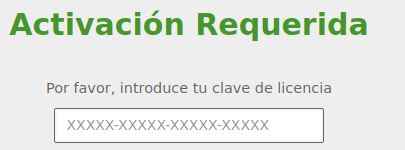 Activación Requerida
Por favor, introduce tu clave de licencia
XXXXX-XXXXX-XXXXX-XXXXX